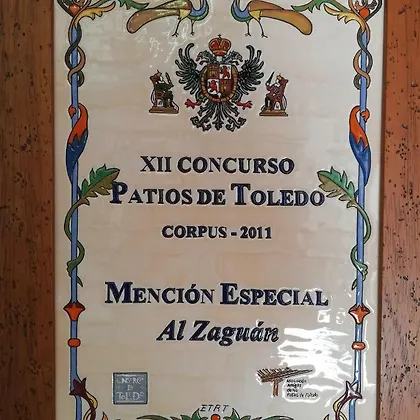 XII CONCURSO
PATIOS DE TOLEDO
CORPUS - 2011
MENCIÓN ESPECIAL
Al Zaguán
E.T.R.T